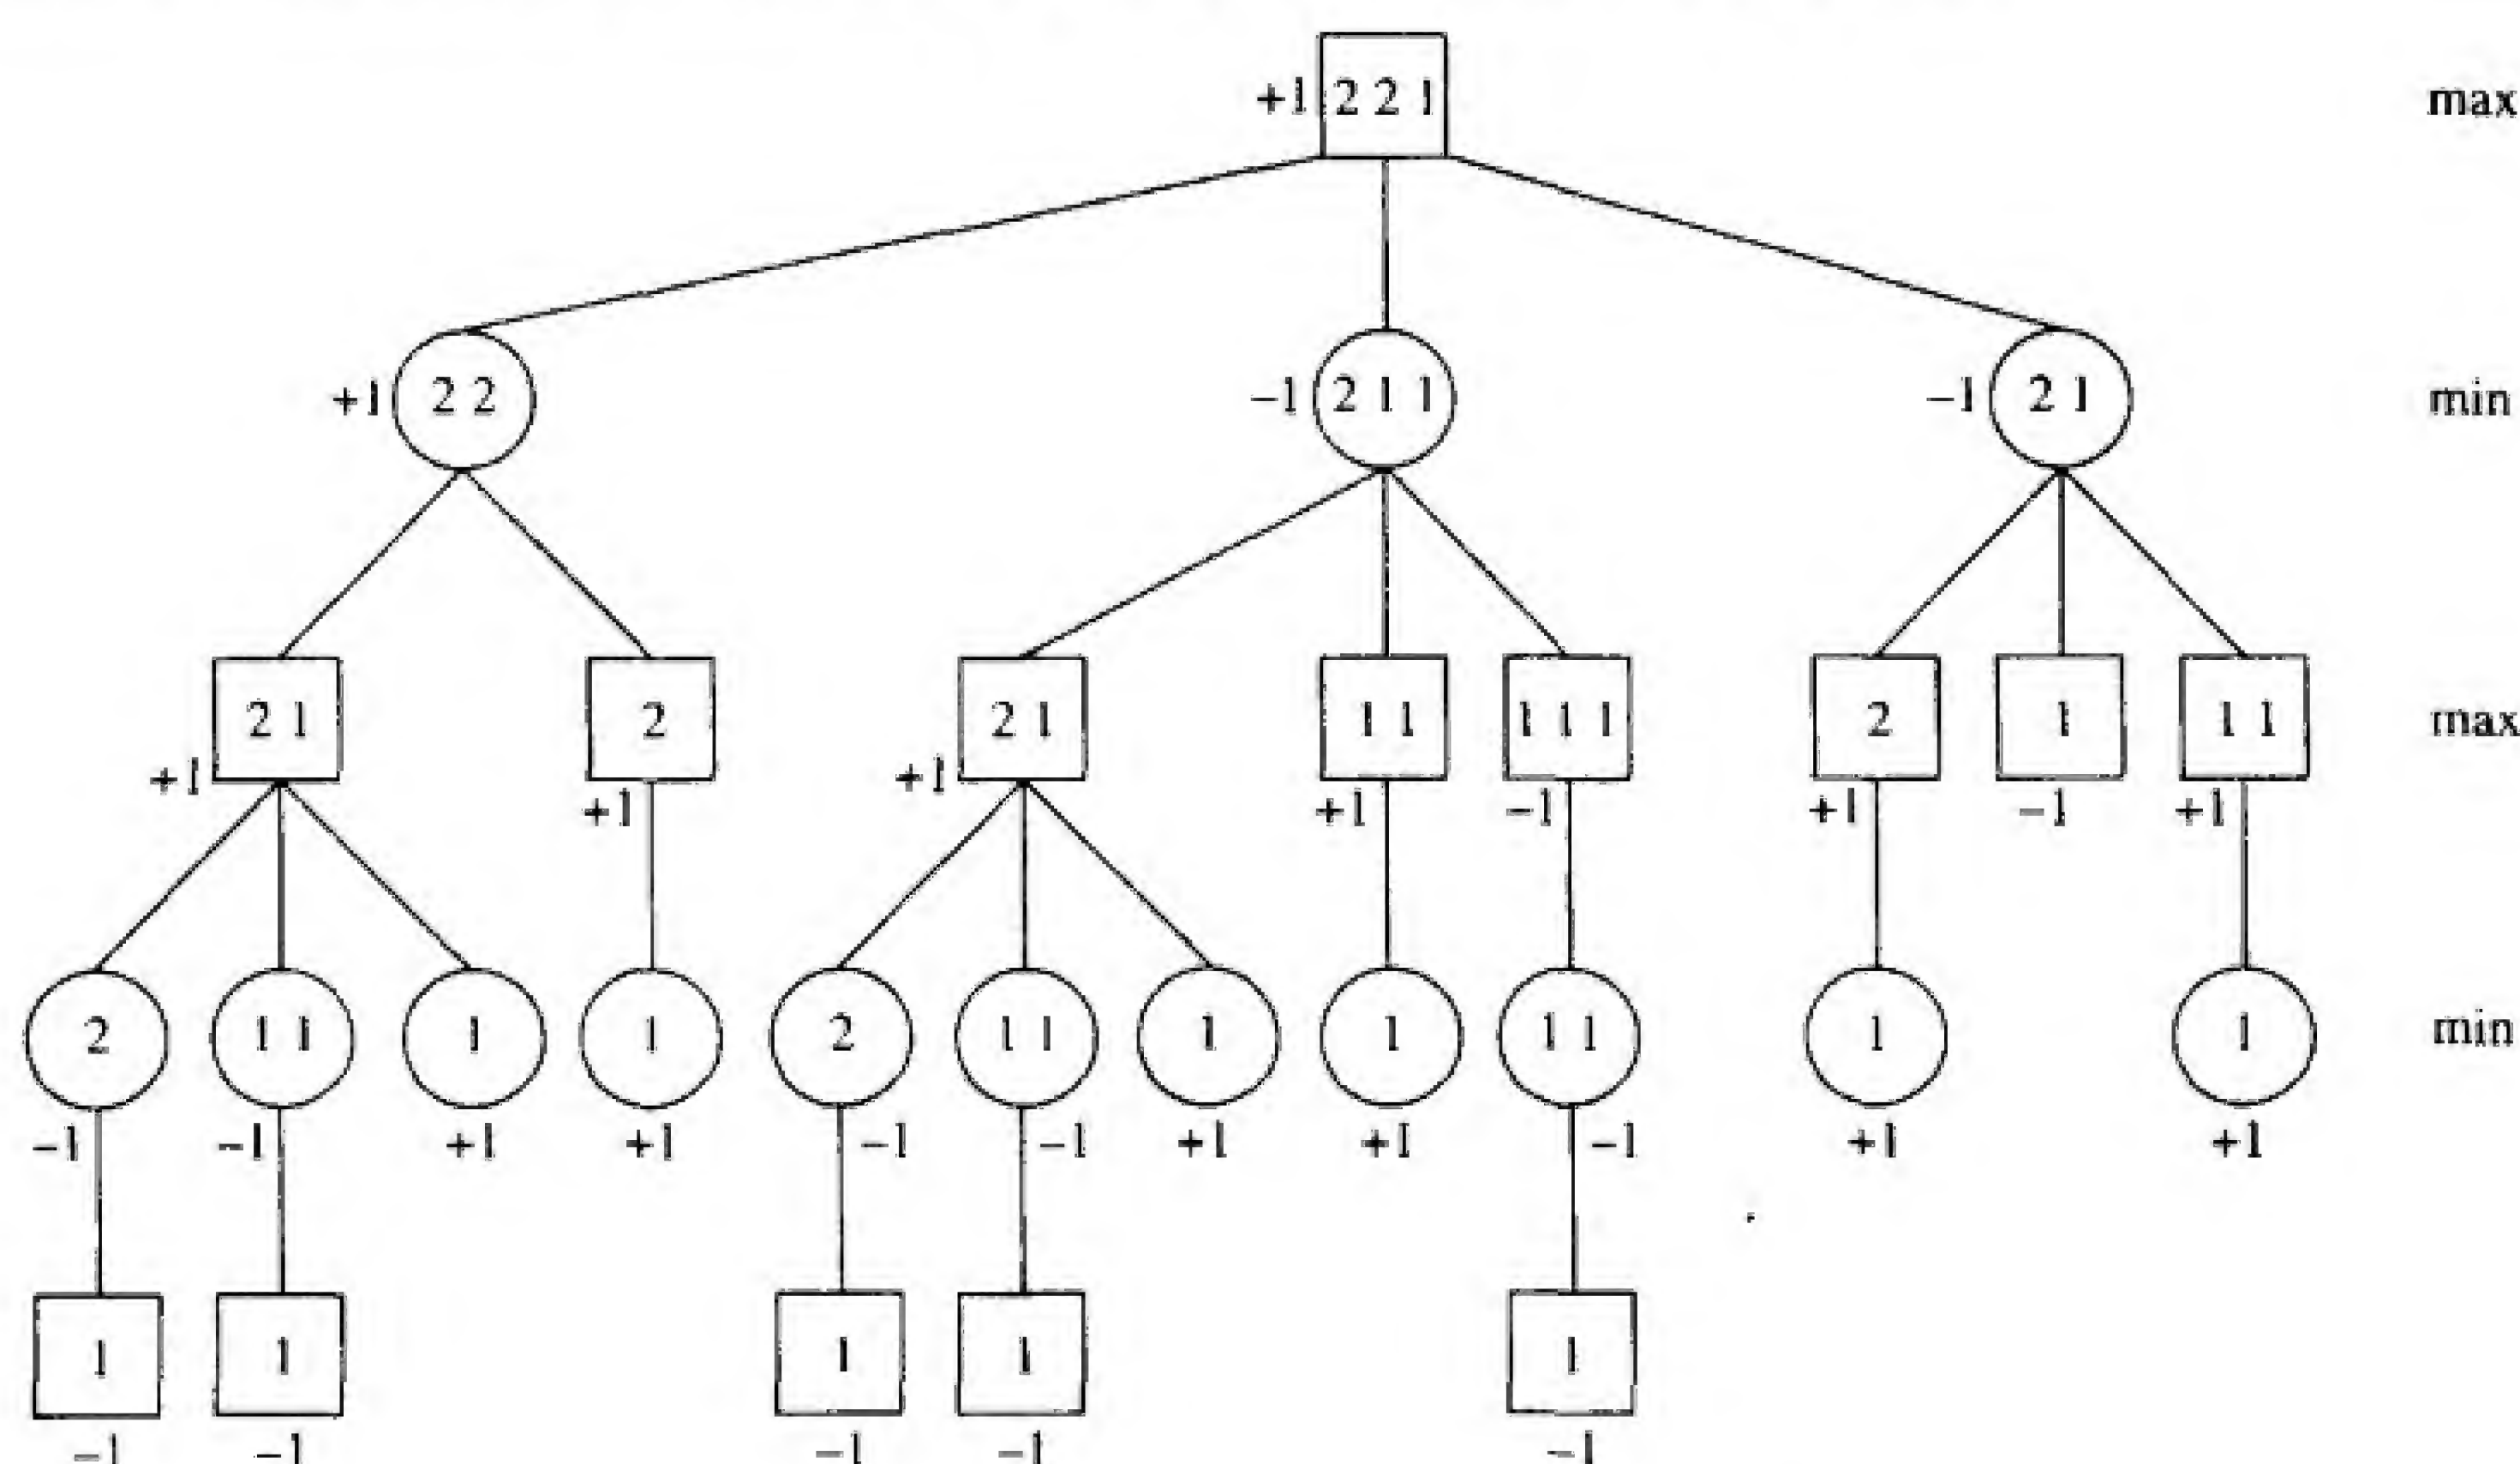 +1 2 2 1 max
+1 2 2 −1 2 1 1 −1 2 1 min
2 1 2 2 1 1 1 1 1 1 2 1 1 1 max
+1 +1 +1 +1 −1 +1 −1 +1
2 1 1 1 1 2 1 1 1 1 1 1 1 1 min
−1 −1 +1 +1 −1 −1 +1 +1 −1 +1 +1
1 1 1 1 1
−1 −1 −1 −1 −1